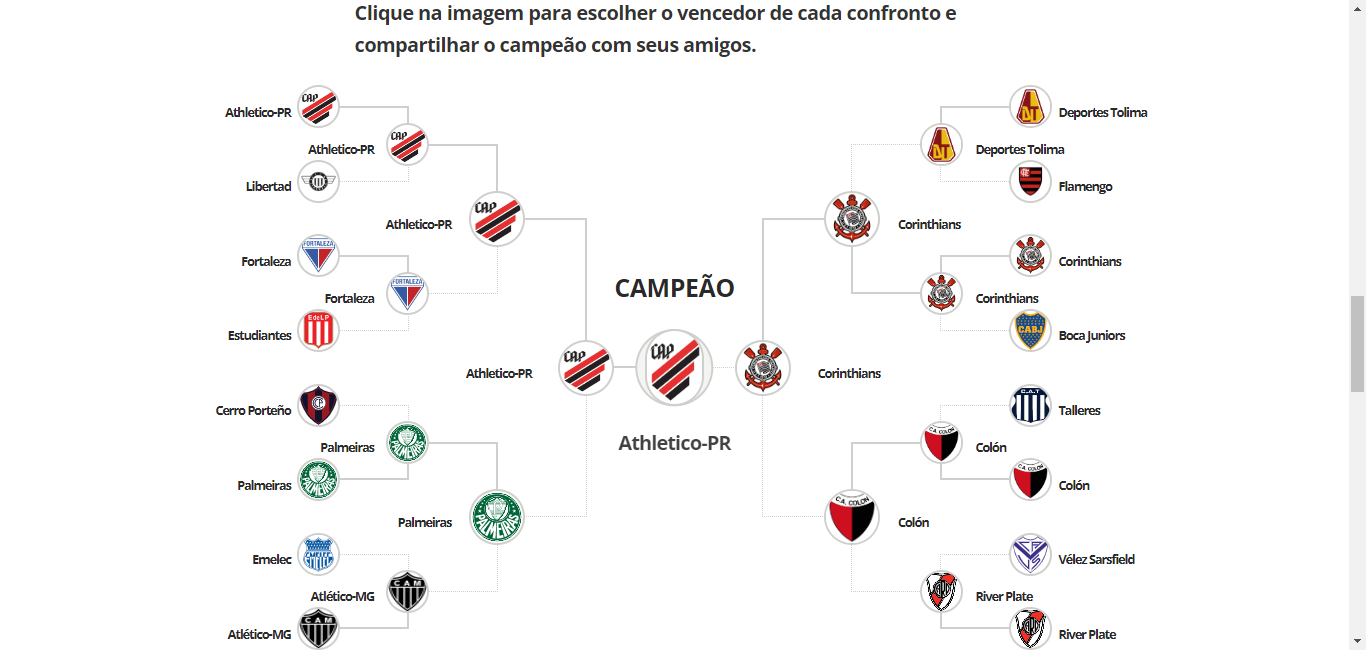 Clique na imagem para escolher o vencedor de cada confronto e
compartilhar o campeão com seus amigos.
Athletico-PR
Athletico-PR
Libertad
Athletico-PR
Fortaleza
Fortaleza
Estudiantes
Athletico-PR
Cerro Porteño
Palmeiras
Palmeiras
Palmeiras
Emelec
Atlético-MG
Atlético-MG
CAMPEÃO
Athletico-PR
Deportes Tolima
Deportes Tolima
Flamengo
Corinthians
Corinthians
Corinthians
Boca Juniors
Corinthians
Talleres
Colón
Colón
Colón
Vélez Sarsfield
River Plate
River Plate